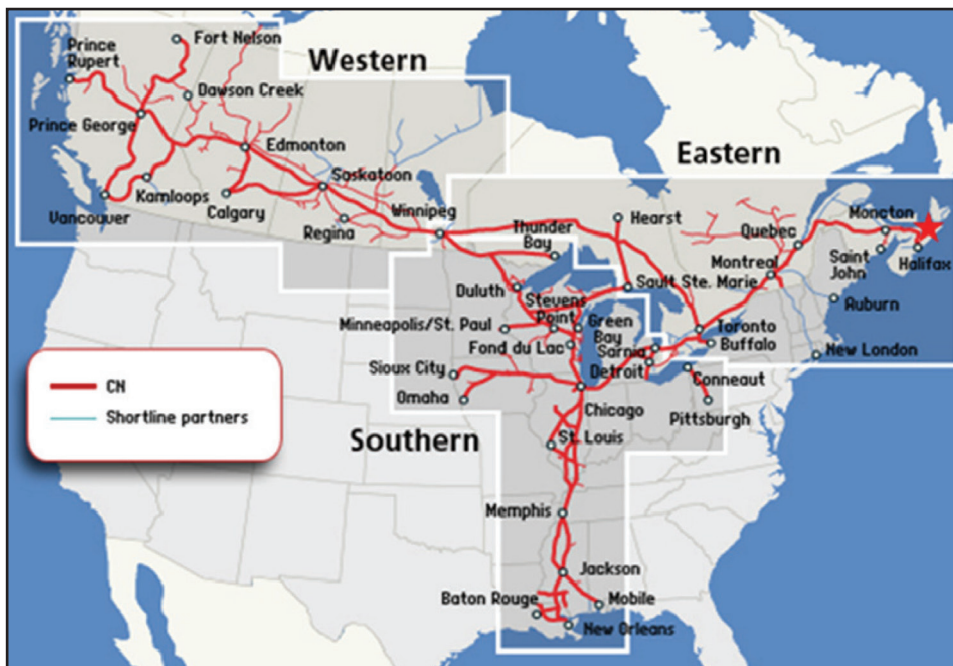 Prince
Rupert
Fort Nelson
Western
Dawson Creek
Prince George
Edmonton
Eastern
Saskatoon
Kamloops
Vancouver
Calgary
Regina
Winnipeg
Thunder
Bay
Hearst
Moncton
Quebec
Montreal
Saint
John
Halifax
Sault Ste. Marie
Duluth
Stevens
Point
Ruburn
Minneapolis/St. Paul
Green
Bay
Toronto
Buffalo
Fond du Lac
Sarnia
New London
Sioux City
Detroit
Conneaut
CN
Omaha
Chicago
Pittsburgh
Shortline partners
Southern
St. Louis
Memphis
Jackson
Baton Rouge
Mobile
New Orleans